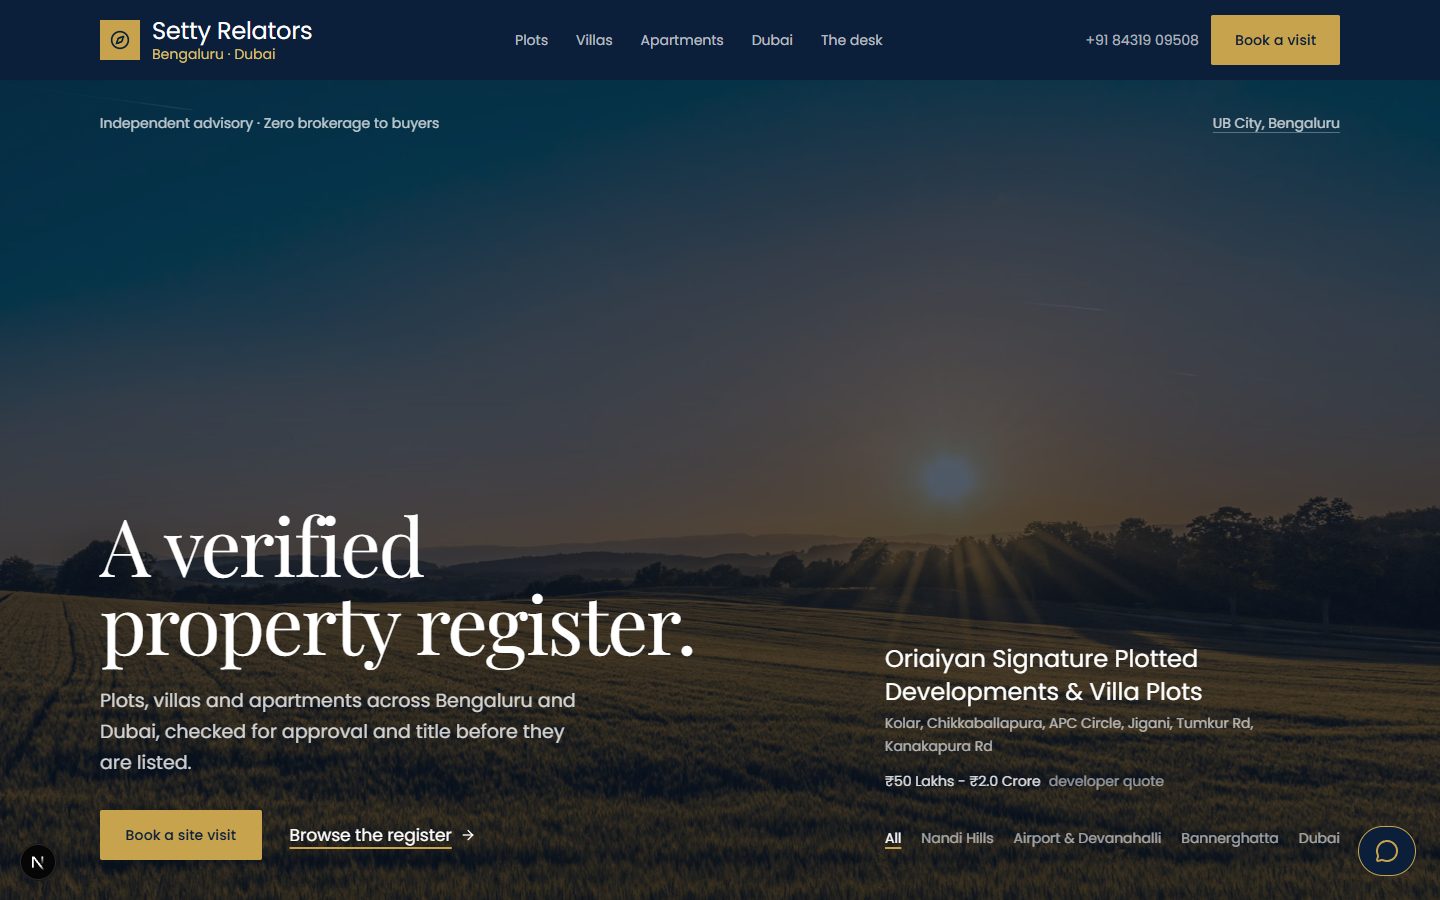 Setty Relators
Bengaluru · Dubai
Plots
Villas
Apartments
Dubai
The desk
+91 84319 09508
Book a visit
Independent advisory · Zero brokerage to buyers
UB City, Bengaluru
A verified
property register.
Plots, villas and apartments across Bengaluru and
Dubai, checked for approval and title before they
are listed.
Book a site visit
Browse the register →
Oriaiyan Signature Plotted
Developments & Villa Plots
Kolar, Chikkaballapura, APC Circle, Jigani, Tumkur Rd,
Kanakapura Rd
₹50 Lakhs – ₹2.0 Crore developer quote
All
Nandi Hills
Airport & Devanahalli
Bannerghatta
Dubai
N